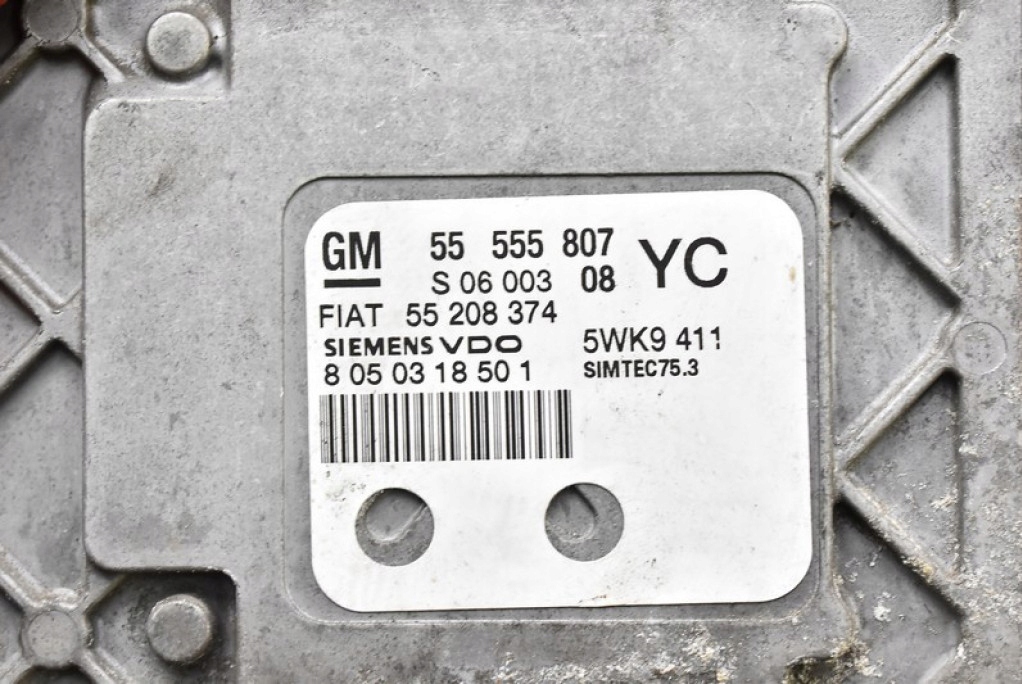 GM 55 555 807 YC
S 06 003 08
FIAT 55 208 374
SIEMENS VDO 5WK9 411
8 05 03 18 50 1 SIMTEC75.3